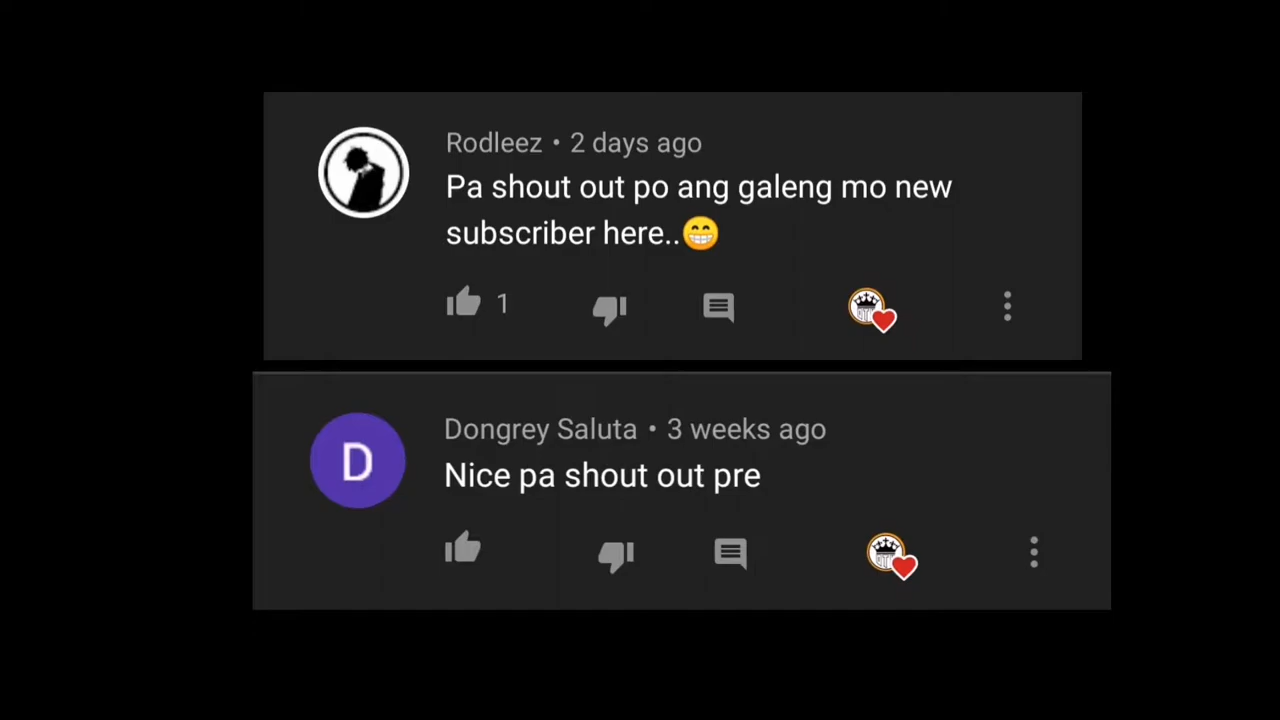 Rodleez • 2 days ago
Pa shout out po ang galeng mo new
subscriber here..😁
1
D
Dongrey Saluta • 3 weeks ago
Nice pa shout out pre